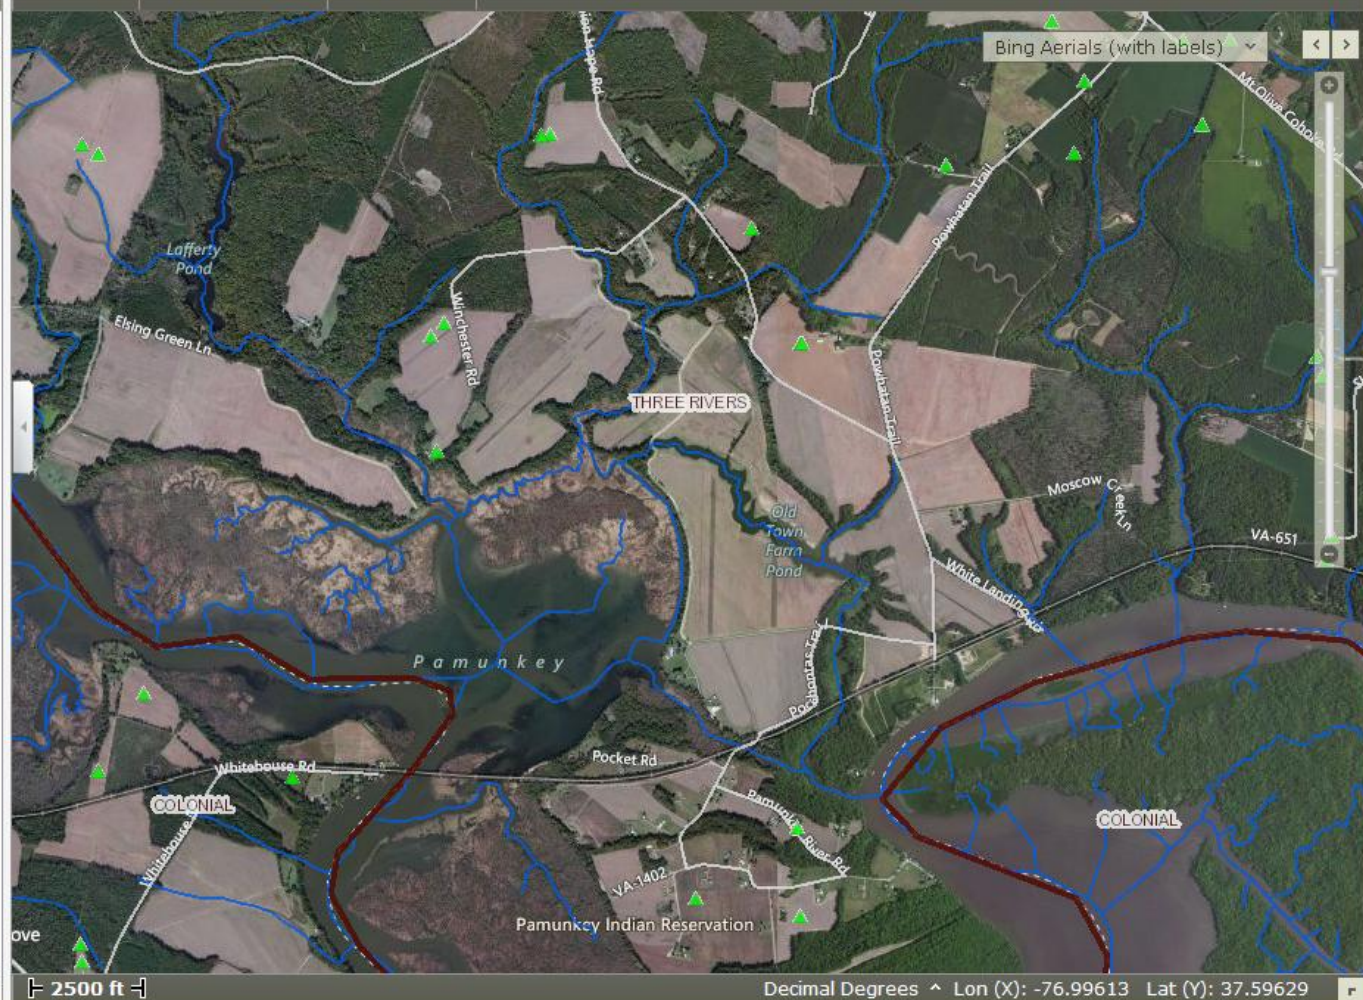 Bing Aerials (with labels)
Mt Olive Cohoke Rd
Powhatan Trail
Lafferty
Pond
Elsing Green Ln
Winchester Rd
THREE RIVERS
Powhatan Trail
Moscow Creek Ln
Old
Town
Farm
Pond
VA-651
White Landing
Pamunkey
Pocahontas Trail
Pocket Rd
Whitehouse Rd
COLONIAL
Pamunkey River Rd
COLONIAL
Whitehouse
VA-1402
Pamunkey Indian Reservation
ove
2500 ft
Decimal Degrees ^ Lon (X): -76.99613 Lat (Y): 37.59629